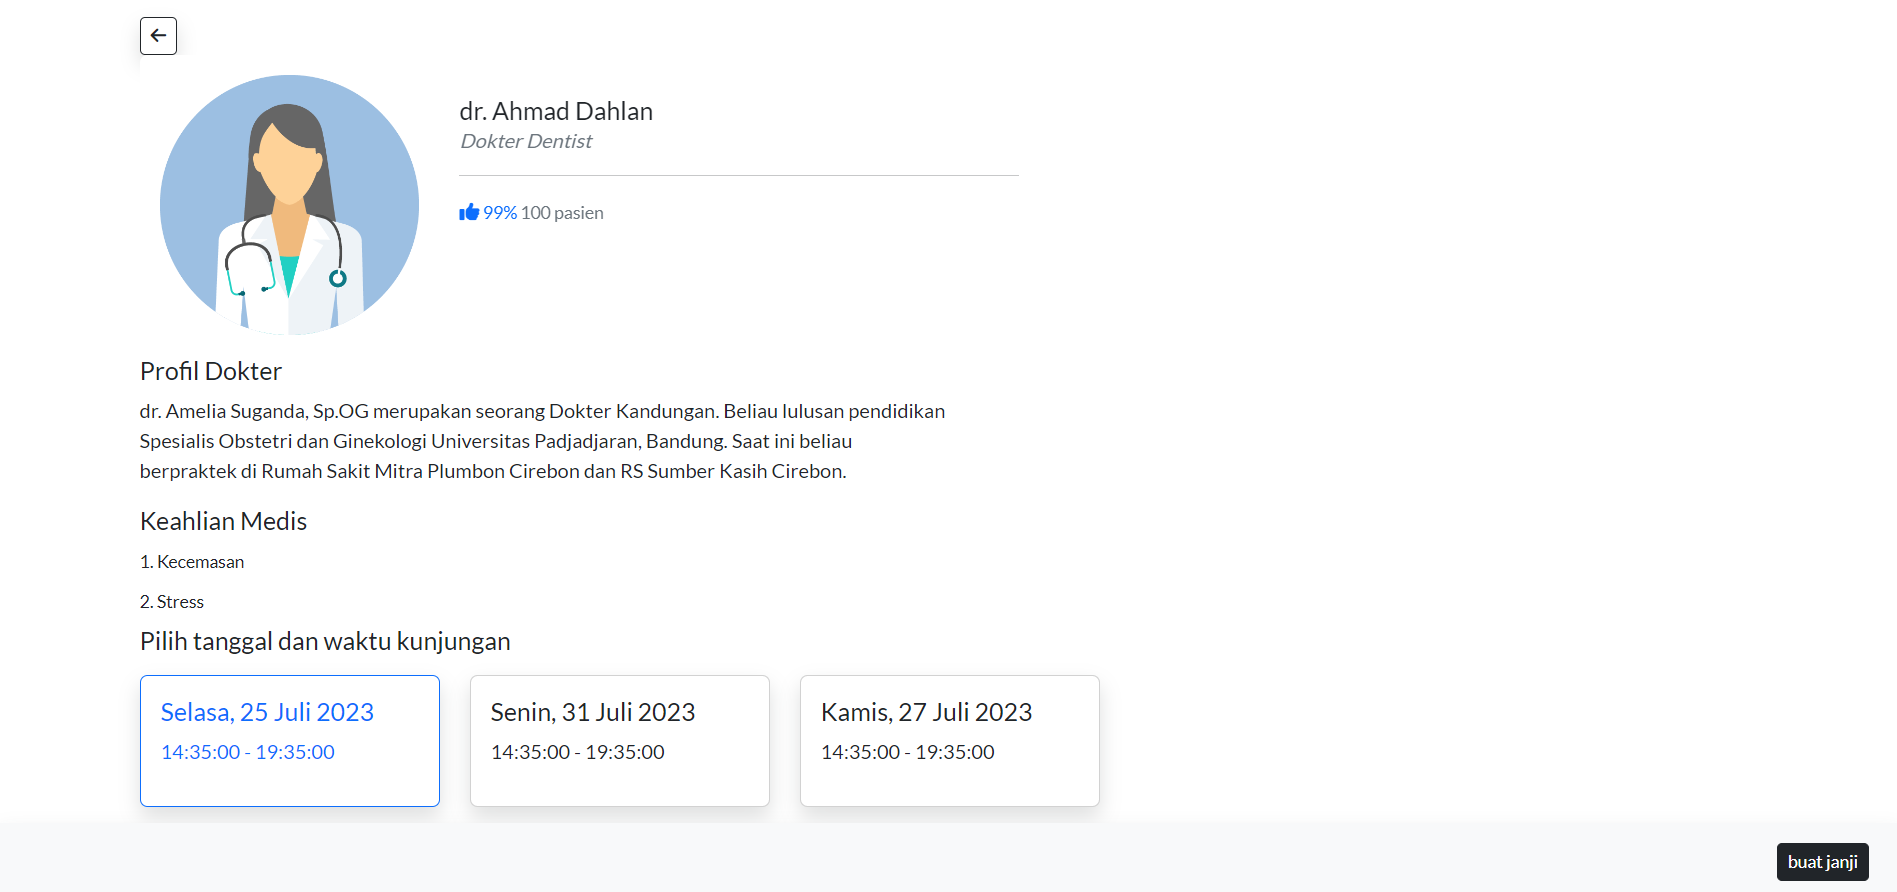 dr. Ahmad Dahlan
Dokter Dentist
99% 100 pasien
Profil Dokter
dr. Amelia Suganda, Sp.OG merupakan seorang Dokter Kandungan. Beliau lulusan pendidikan
Spesialis Obstetri dan Ginekologi Universitas Padjadjaran, Bandung. Saat ini beliau
berpraktek di Rumah Sakit Mitra Plumbon Cirebon dan RS Sumber Kasih Cirebon.
Keahlian Medis
1. Kecemasan
2. Stress
Pilih tanggal dan waktu kunjungan
Selasa, 25 Juli 2023
14:35:00 - 19:35:00
Senin, 31 Juli 2023
14:35:00 - 19:35:00
Kamis, 27 Juli 2023
14:35:00 - 19:35:00
buat janji